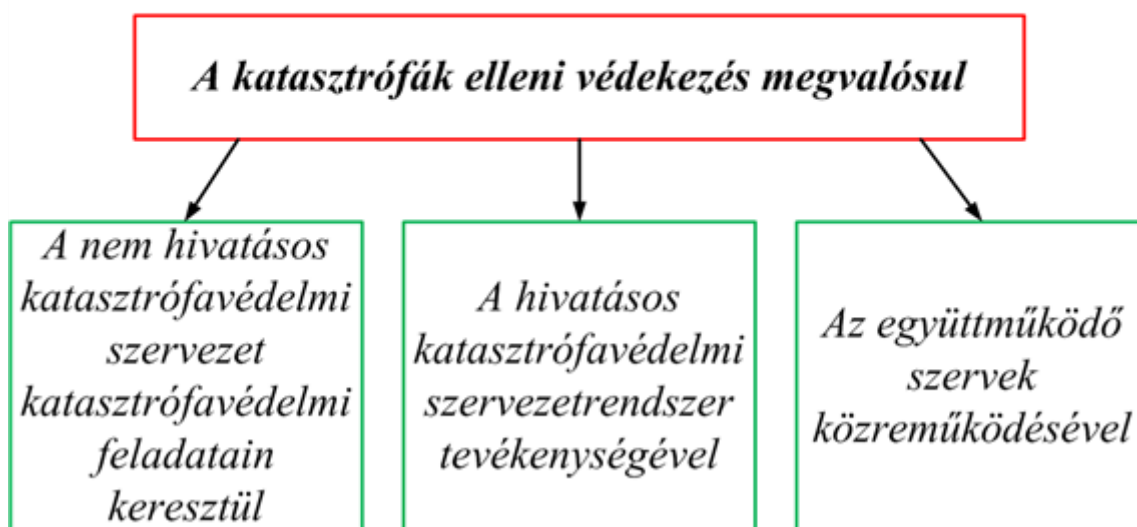 A katasztrófák elleni védekezés megvalósul
A nem hivatásos
katasztrófavédelmi
szervezet
katasztrófavédelmi
feladatain
keresztül
A hivatásos
katasztrófavédelmi
szervezetrendszer
tevékenységével
Az együttműködő
szervek
közreműködésével